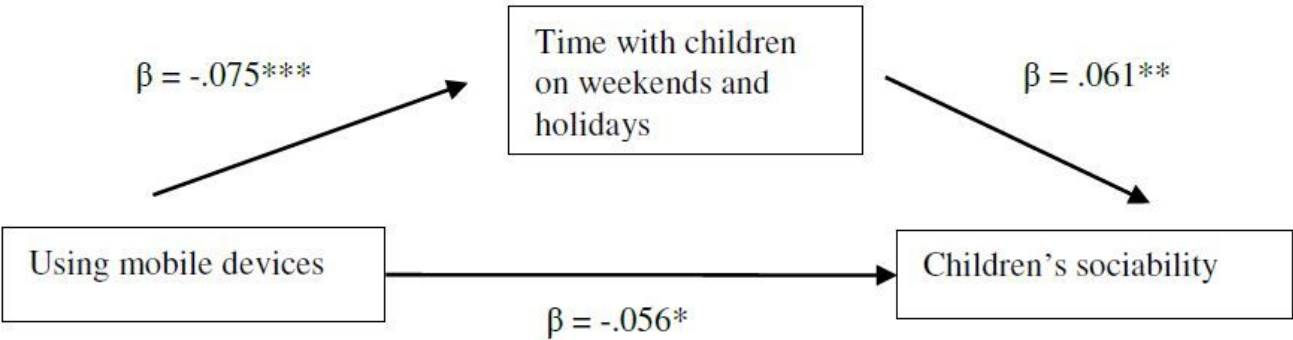 Time with children
on weekends and
holidays
β = -.075***
β = .061**
Using mobile devices
Children’s sociability
β = -.056*